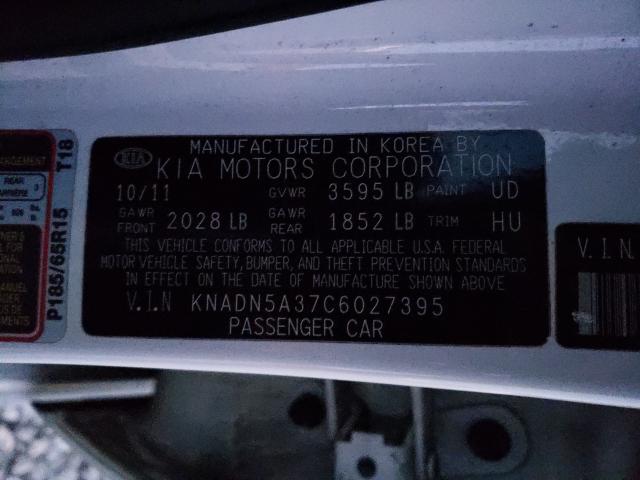 MANUFACTURED IN KOREA BY
KIA KIA MOTORS CORPORATION
10/11 GVWR 3595 LB PAINT UD
GAWR FRONT 2028 LB GAWR REAR 1852 LB TRIM HU
THIS VEHICLE CONFORMS TO ALL APPLICABLE U.S.A. FEDERAL
MOTOR VEHICLE SAFETY, BUMPER, AND THEFT PREVENTION STANDARDS
IN EFFECT ON THE DATE OF MANUFACTURE SHOWN ABOVE
V.I.N KNADN5A37C6027395
PASSENGER CAR
REAR
P185/65R15 T18
V.I.N